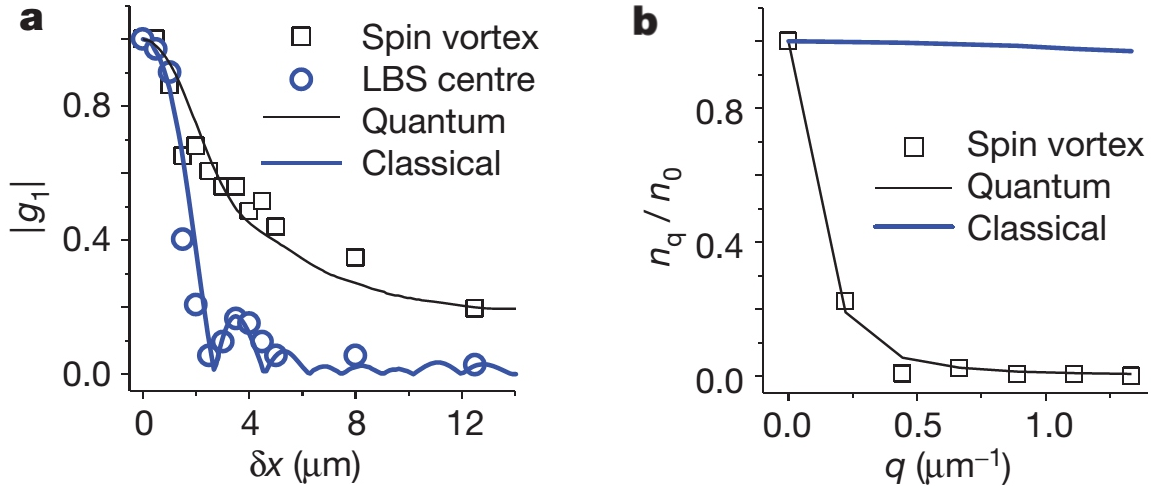 a
Spin vortex
LBS centre
Quantum
Classical
|g₁|
0.8
0.4
0.0
0 4 8 12
δx (μm)
b
Spin vortex
Quantum
Classical
n_q / n₀
0.8
0.4
0.0
0.0 0.5 1.0
q (μm⁻¹)